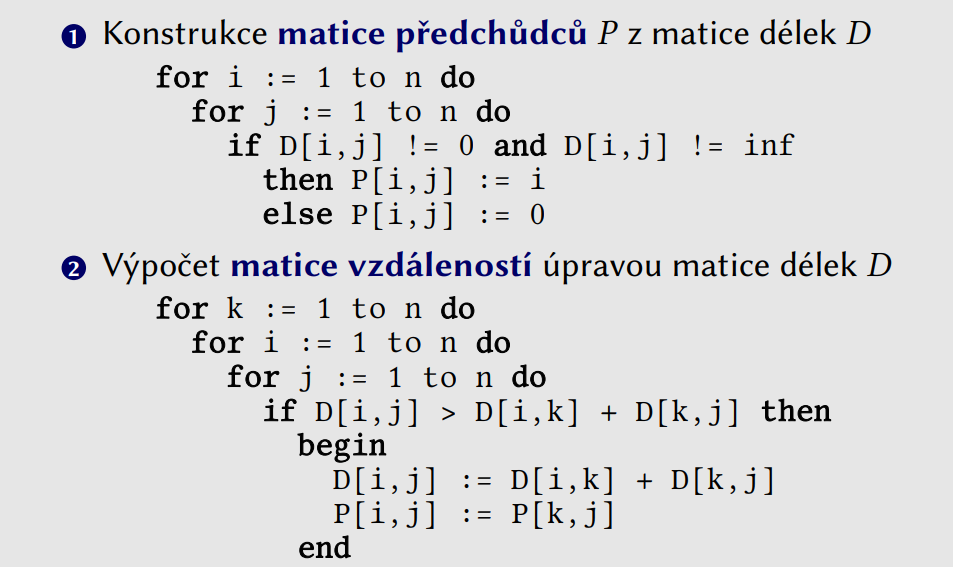 1 Konstrukce matice předchůdců P z matice délek D
for i := 1 to n do
for j := 1 to n do
if D[i,j] != 0 and D[i,j] != inf
then P[i,j] := i
else P[i,j] := 0
2 Výpočet matice vzdáleností úpravou matice délek D
for k := 1 to n do
for i := 1 to n do
for j := 1 to n do
if D[i,j] > D[i,k] + D[k,j] then
begin
D[i,j] := D[i,k] + D[k,j]
P[i,j] := P[k,j]
end